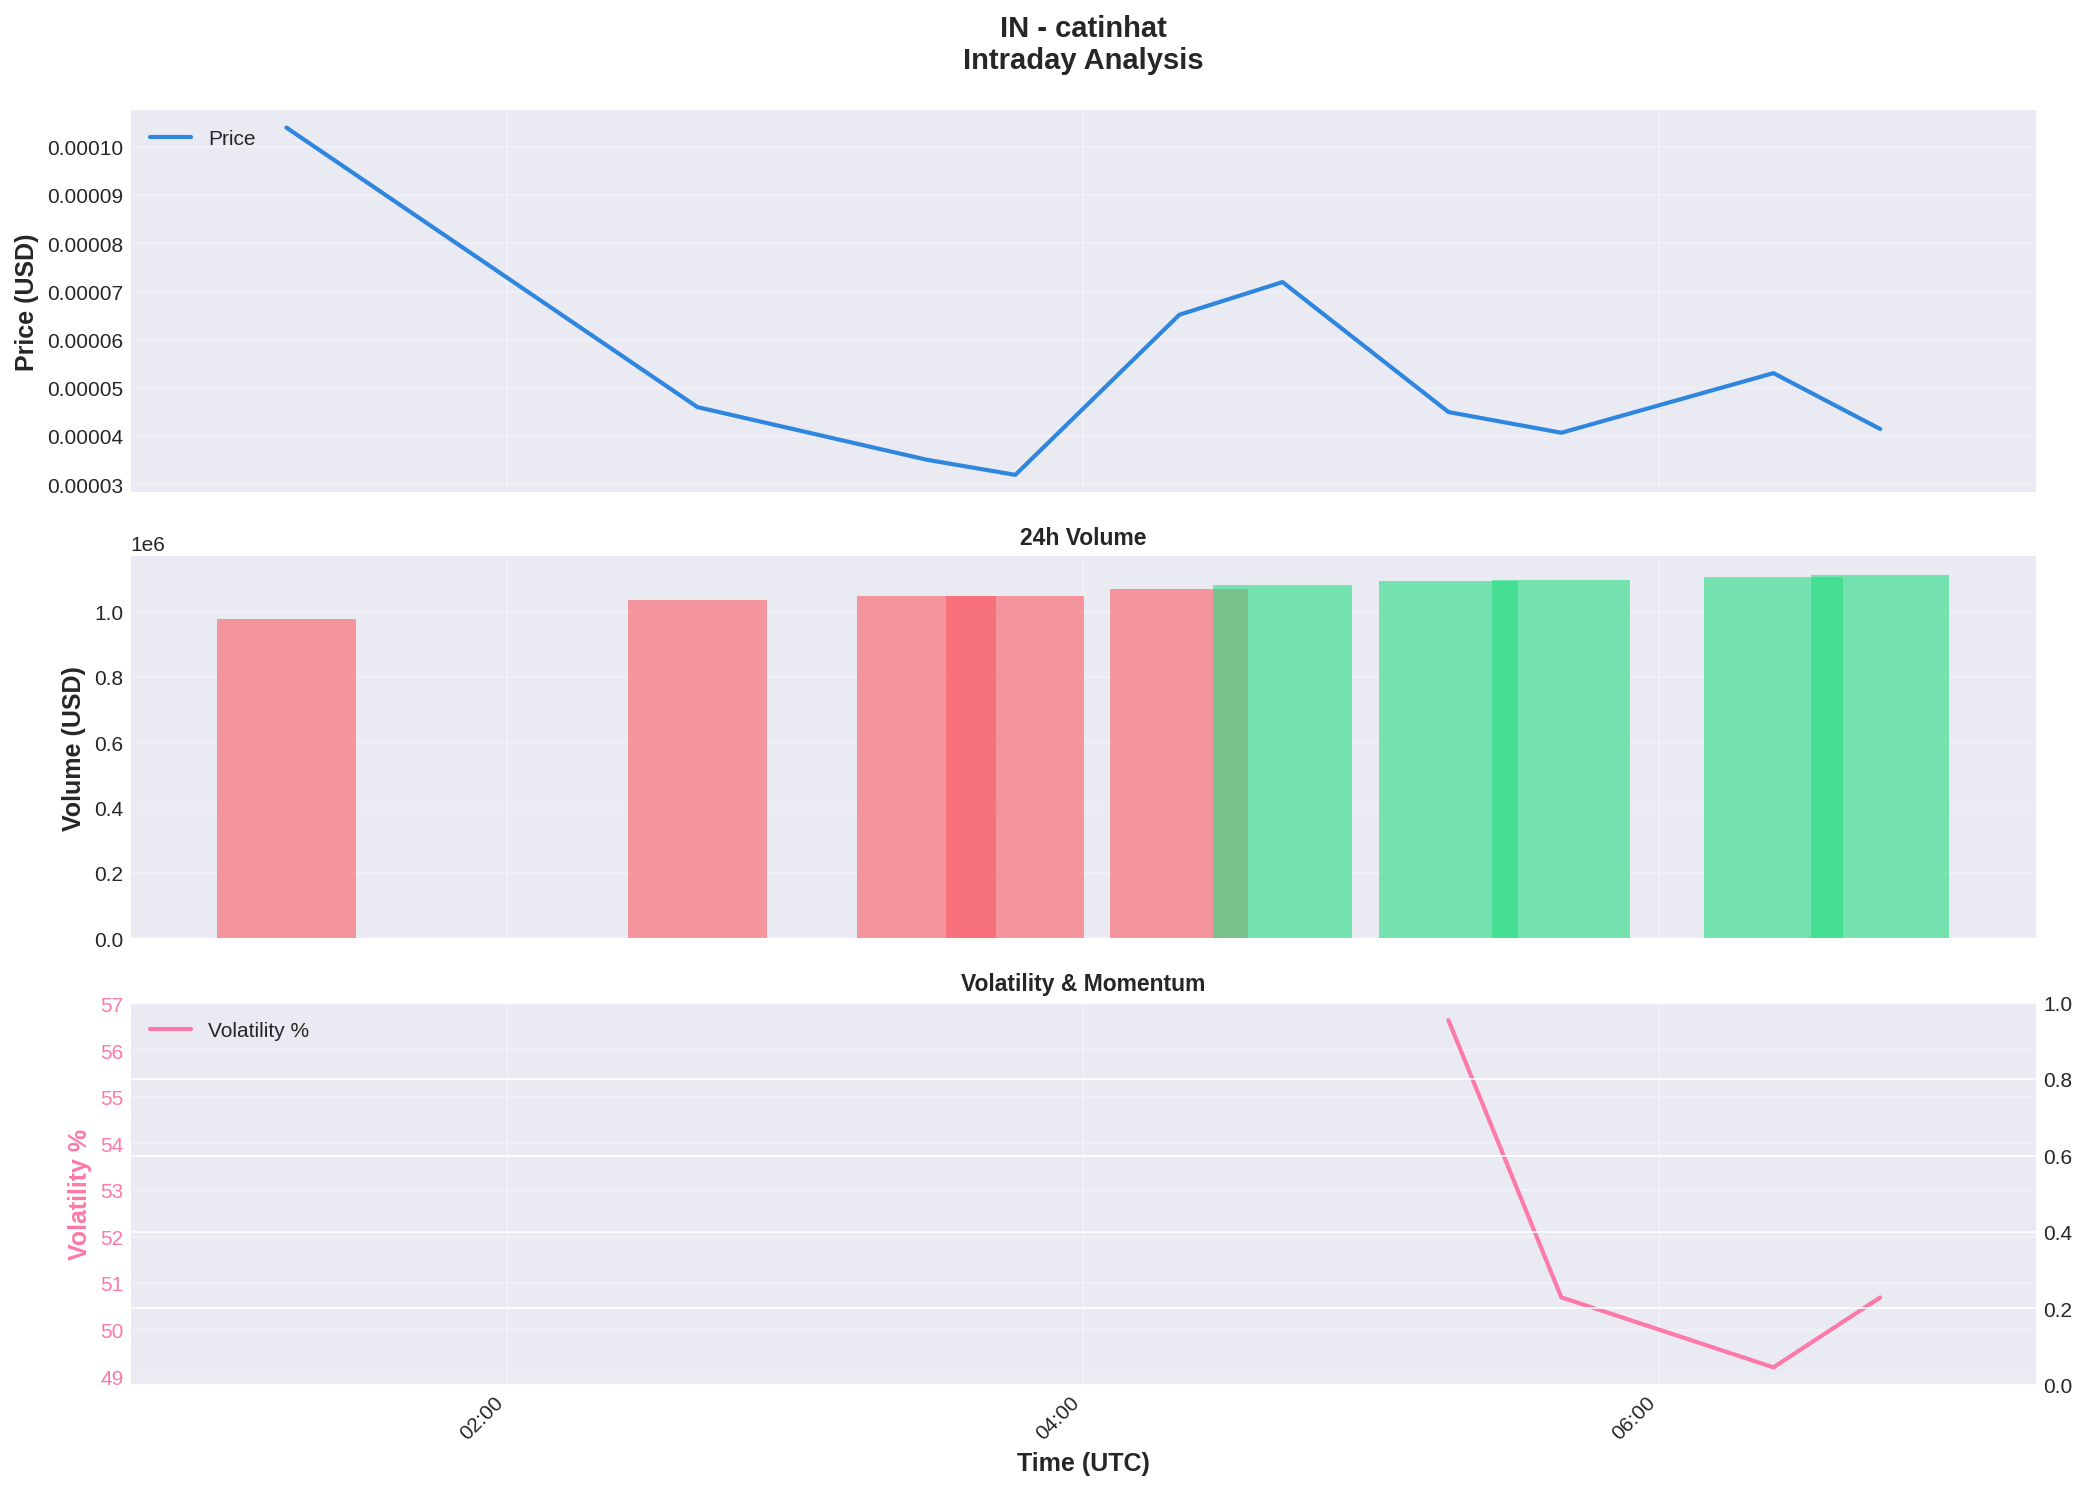 IN - catinhat
Intraday Analysis
Price
0.00010
0.00009
0.00008
0.00007
0.00006
0.00005
0.00004
0.00003
Price (USD)
24h Volume
1e6
1.0
0.8
0.6
0.4
0.2
0.0
Volume (USD)
Volatility & Momentum
Volatility %
57
56
55
54
53
52
51
50
49
Volatility %
1.0
0.8
0.6
0.4
0.2
0.0
02:00
04:00
06:00
Time (UTC)